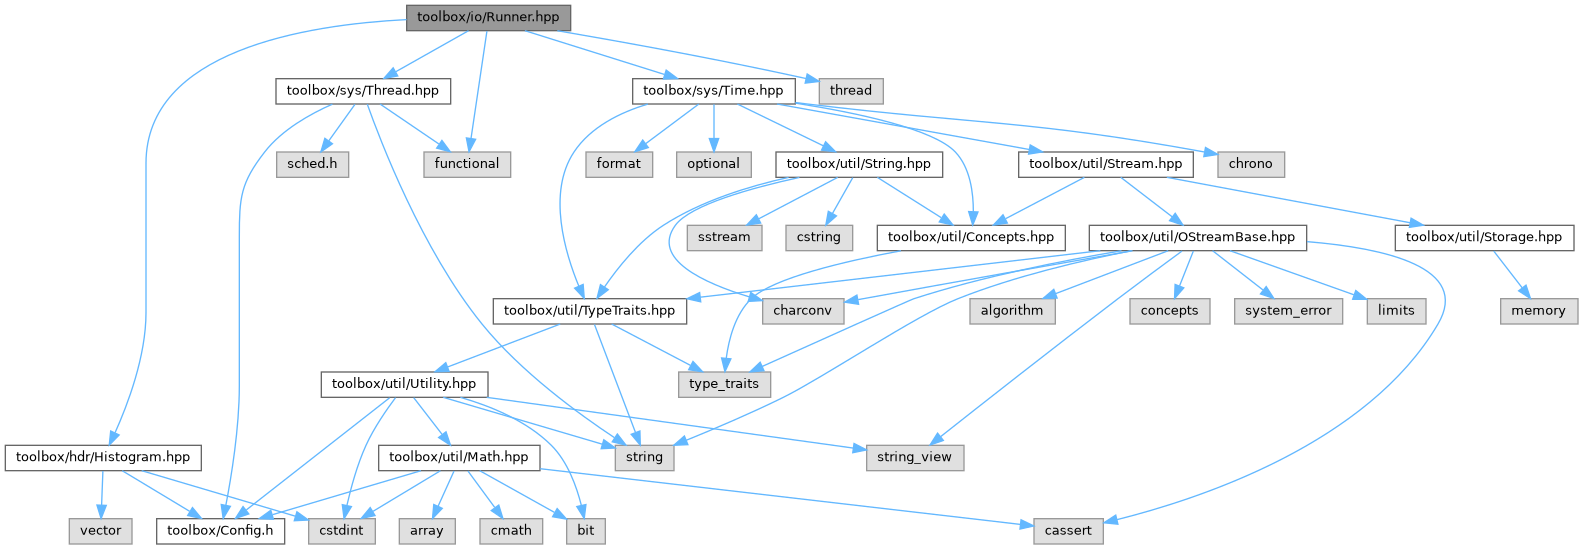 toolbox/io/Runner.hpp
toolbox/sys/Thread.hpp
toolbox/sys/Time.hpp
thread
sched.h
functional
format
optional
toolbox/util/String.hpp
toolbox/util/Stream.hpp
chrono
sstream
cstring
toolbox/util/Concepts.hpp
toolbox/util/OStreamBase.hpp
toolbox/util/Storage.hpp
toolbox/util/TypeTraits.hpp
charconv
algorithm
concepts
system_error
limits
memory
toolbox/util/Utility.hpp
type_traits
toolbox/hdr/Histogram.hpp
toolbox/util/Math.hpp
string
string_view
vector
toolbox/Config.h
cstdint
array
cmath
bit
cassert